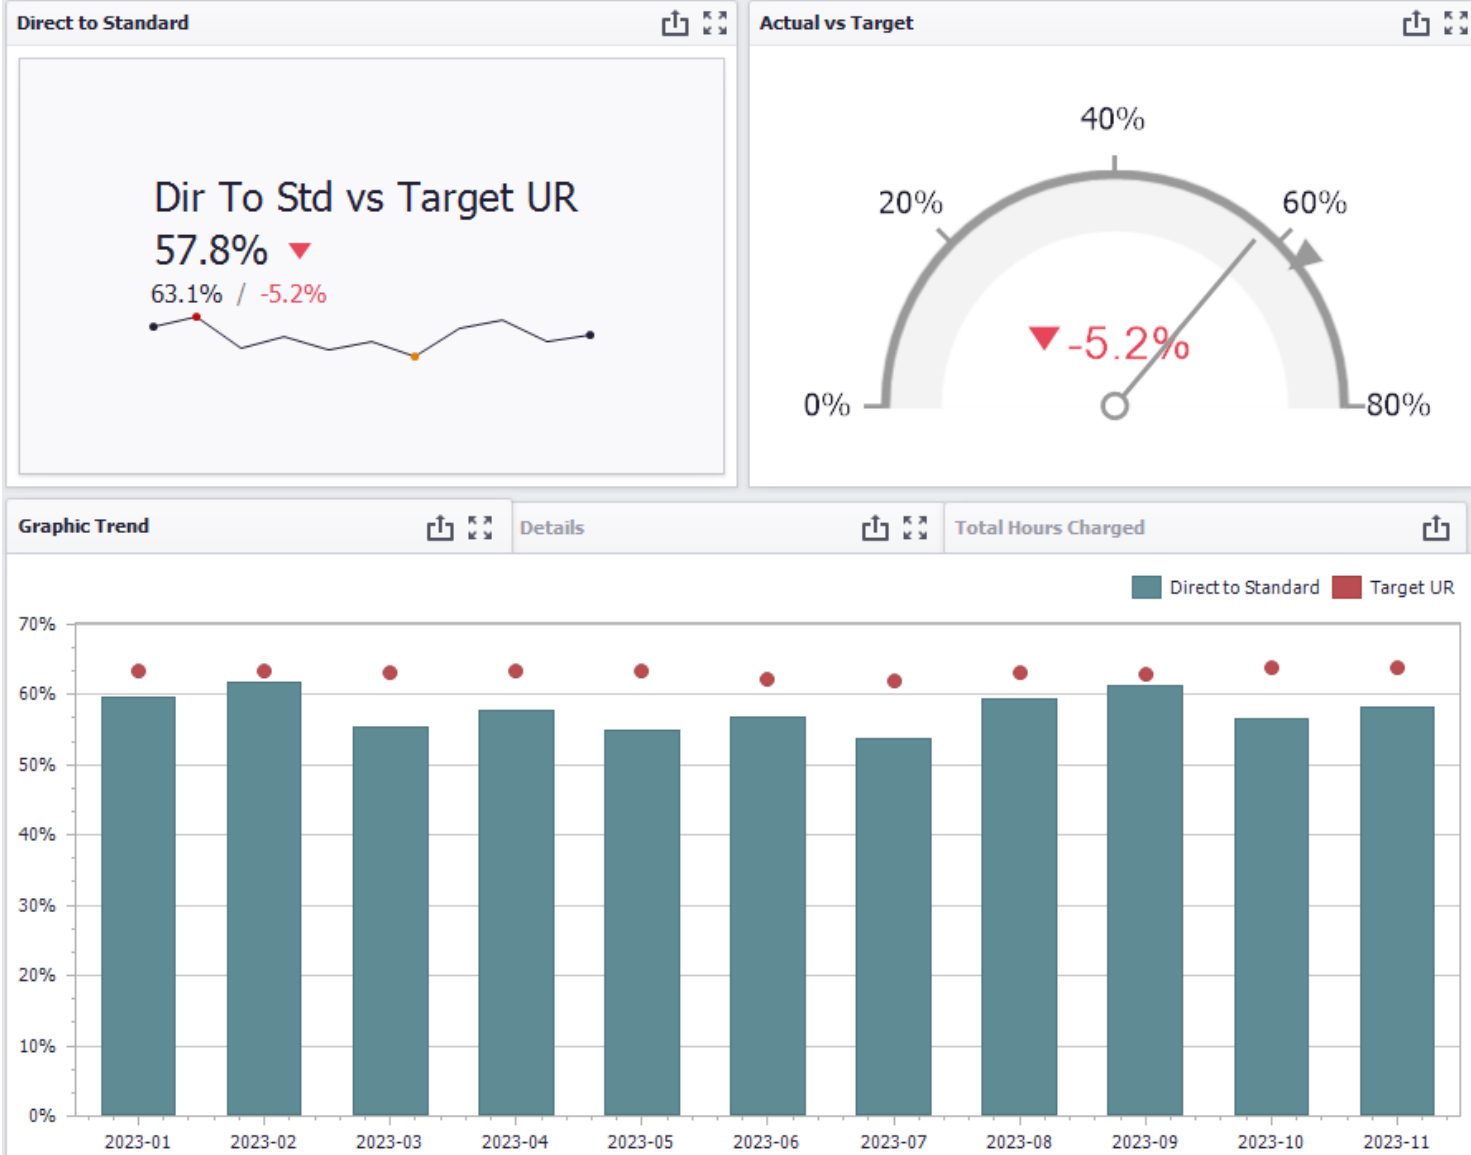 Direct to Standard
Actual vs Target
Dir To Std vs Target UR
57.8%
63.1% / -5.2%
40%
20%
60%
-5.2%
0%
80%
Graphic Trend
Details
Total Hours Charged
Direct to Standard
Target UR
70%
60%
50%
40%
30%
20%
10%
0%
2023-01 2023-02 2023-03 2023-04 2023-05 2023-06 2023-07 2023-08 2023-09 2023-10 2023-11